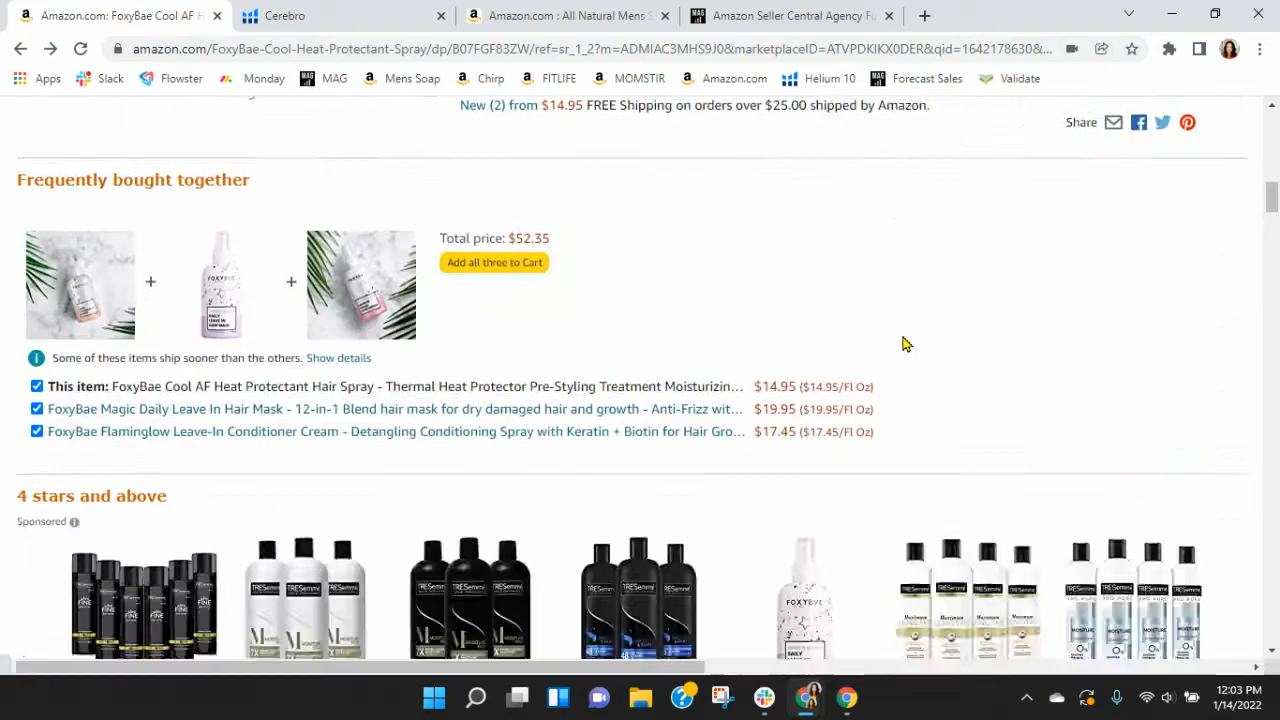 Amazon.com: FoxyBae Cool AF H
Cerebro
Amazon.com : All Natural Mens S
Amazon Seller Central Agency Fu
amazon.com/FoxyBae-Cool-Heat-Protectant-Spray/dp/B07FGF83ZW/ref=sr_1_2?m=ADMIAC3MHS9J0&marketplaceID=ATVPDKIKX0DER&qid=1642178630&...
Apps
Slack
Flowster
Monday
MAG
Mens Soap
Chirp
FITLIFE
MOMSTIR
Amazon.com
Helium 10
Forecast Sales
Validate
New (2) from $14.95 FREE Shipping on orders over $25.00 shipped by Amazon.
Share
Frequently bought together
Total price: $52.35
Add all three to Cart
Some of these items ship sooner than the others. Show details
This item: FoxyBae Cool AF Heat Protectant Hair Spray - Thermal Heat Protector Pre-Styling Treatment Moisturizin... $14.95 ($14.95/Fl Oz)
FoxyBae Magic Daily Leave In Hair Mask - 12-in-1 Blend hair mask for dry damaged hair and growth - Anti-Frizz wit... $19.95 ($19.95/Fl Oz)
FoxyBae Flaminglow Leave-In Conditioner Cream - Detangling Conditioning Spray with Keratin + Biotin for Hair Gro... $17.45 ($17.45/Fl Oz)
4 stars and above
Sponsored
TRESemmé
TRESemmé
TRESemmé
TRESemmé
TRESemmé
12:03 PM
1/14/2022